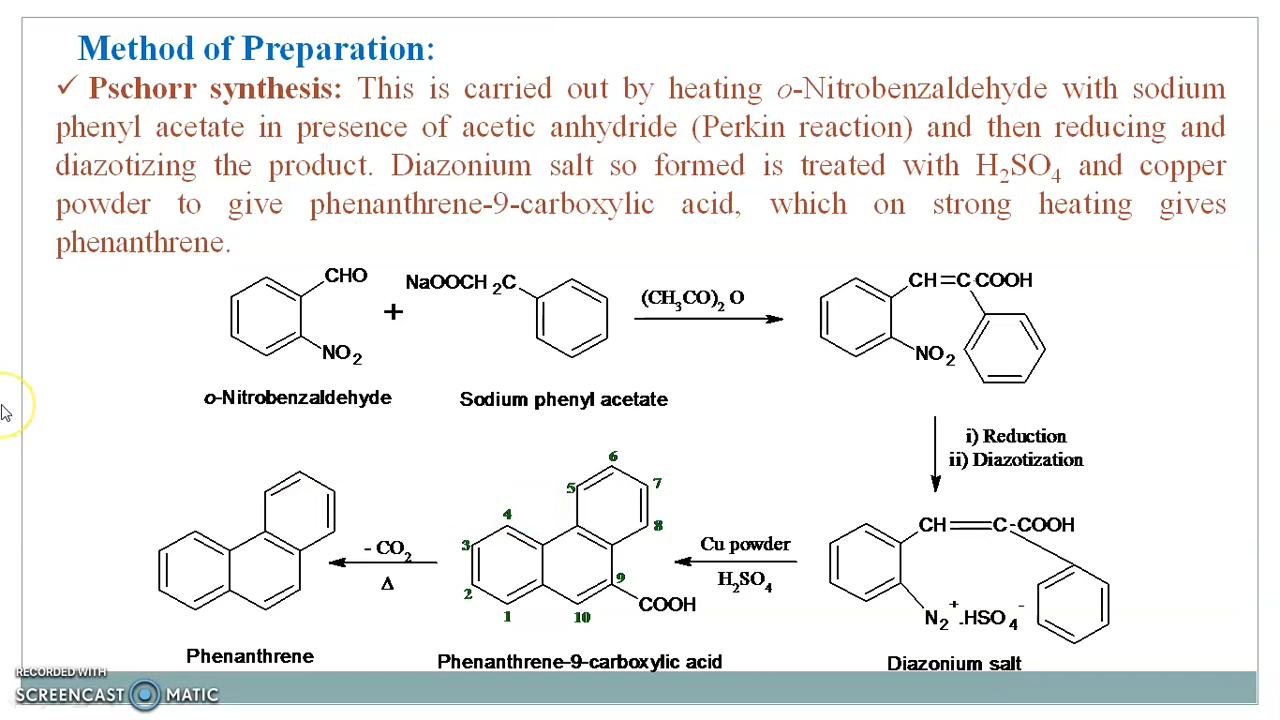 Method of Preparation:
✓ Pschorr synthesis: This is carried out by heating o-Nitrobenzaldehyde with sodium
phenyl acetate in presence of acetic anhydride (Perkin reaction) and then reducing and
diazotizing the product. Diazonium salt so formed is treated with H₂SO₄ and copper
powder to give phenanthrene-9-carboxylic acid, which on strong heating gives
phenanthrene.
CHO
NO₂
+
NaOOCH₂C
(CH₃CO)₂O
CH=C-COOH
NO₂
o-Nitrobenzaldehyde
Sodium phenyl acetate
i) Reduction
ii) Diazotization
- CO₂
Δ
1
2
3
4
5
6
7
8
9
10
COOH
Cu powder
H₂SO₄
CH=C-COOH
N₂⁺.HSO₄⁻
Phenanthrene
Phenanthrene-9-carboxylic acid
Diazonium salt
RECORDED WITH
SCREENCAST MATIC